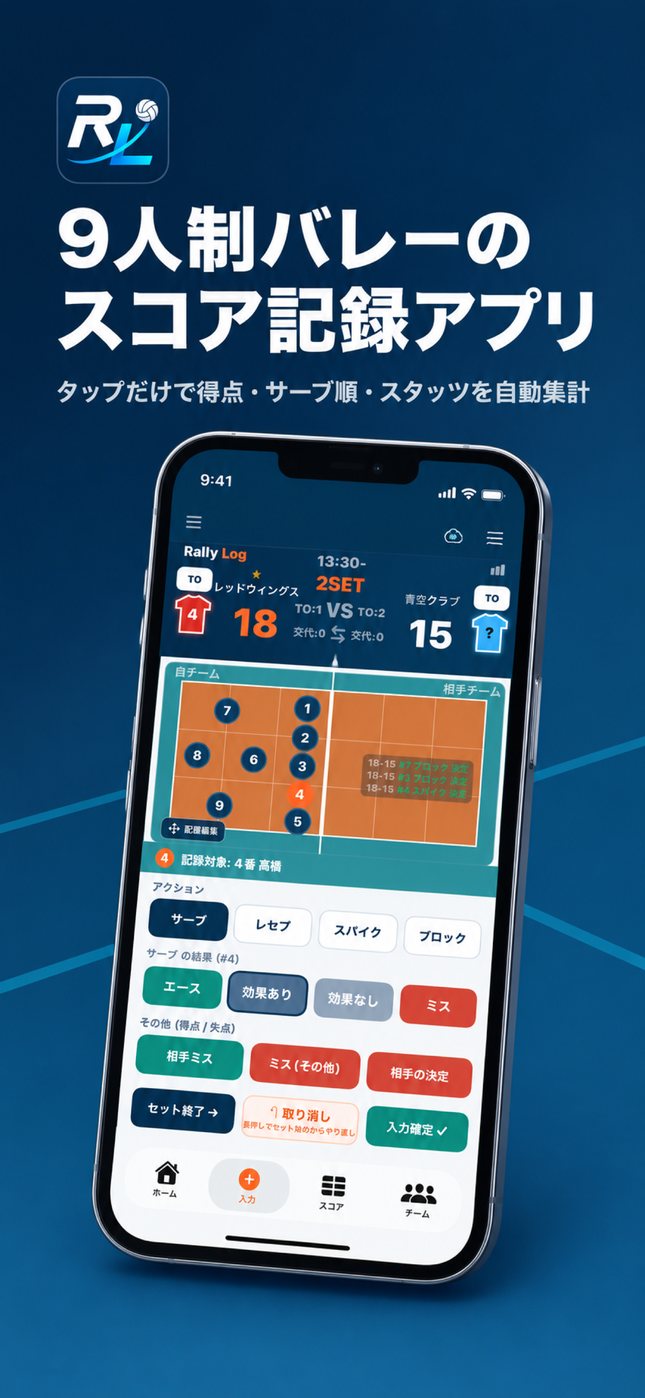 RL
9人制バレーの
スコア記録アプリ
タップだけで得点・サーブ順・スタッツを自動集計
9:41
Rally Log
13:30-
2SET
TO
レッドウィングス
青空クラブ
TO
4
18
TO:1 VS TO:2
交代:0
交代:0
15
?
自チーム
相手チーム
7
1
2
8
6
3
4
9
5
18-15 #7 ブロック 決定
18-15 #3 ブロック 決定
18-15 #4 スパイク 決定
配置編集
4 記録対象: 4番 高橋
アクション
サーブ
レセプ
スパイク
ブロック
サーブ の結果 (#4)
エース
効果あり
効果なし
ミス
その他 (得点 / 失点)
相手ミス
ミス (その他)
相手の決定
セット終了 →
取り消し
長押しでセット始めからやり直し
入力確定 ✓
ホーム
入力
スコア
チーム